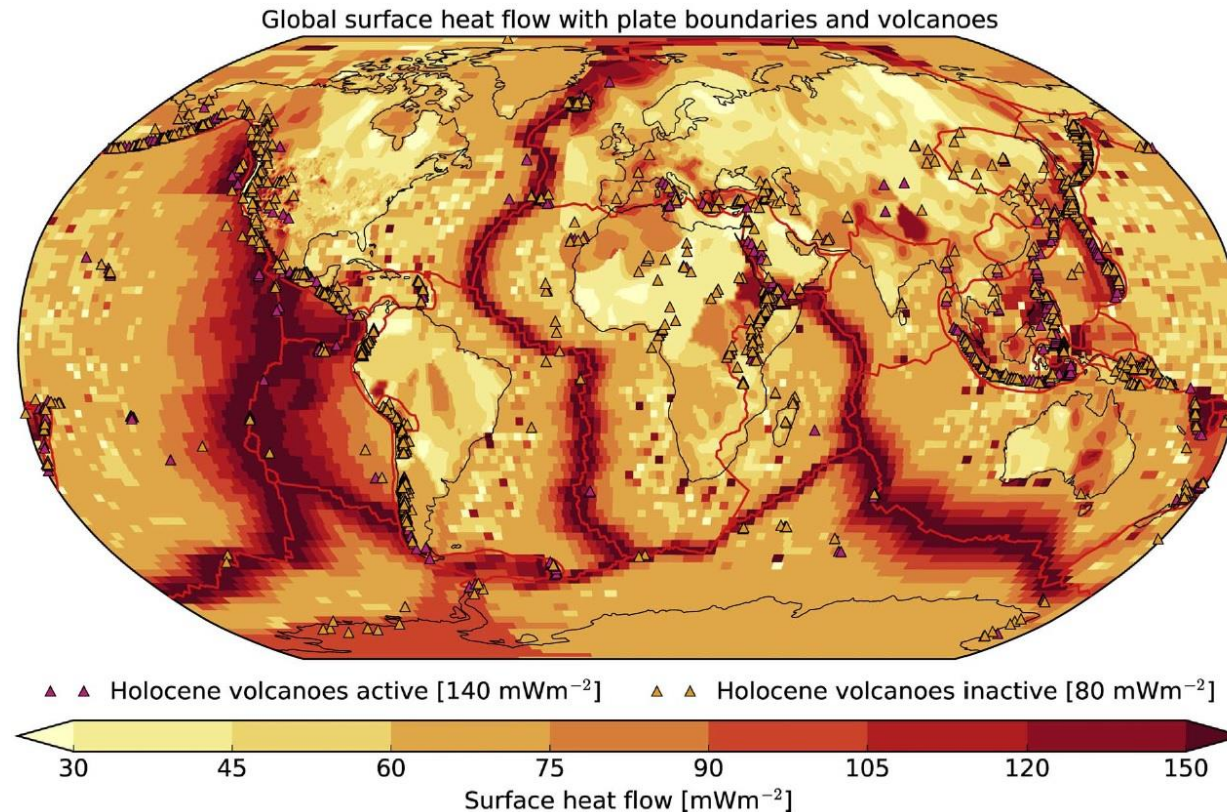 Global surface heat flow with plate boundaries and volcanoes
Holocene volcanoes active [140 mWm⁻²] Holocene volcanoes inactive [80 mWm⁻²]
30 45 60 75 90 105 120 150
Surface heat flow [mWm⁻²]